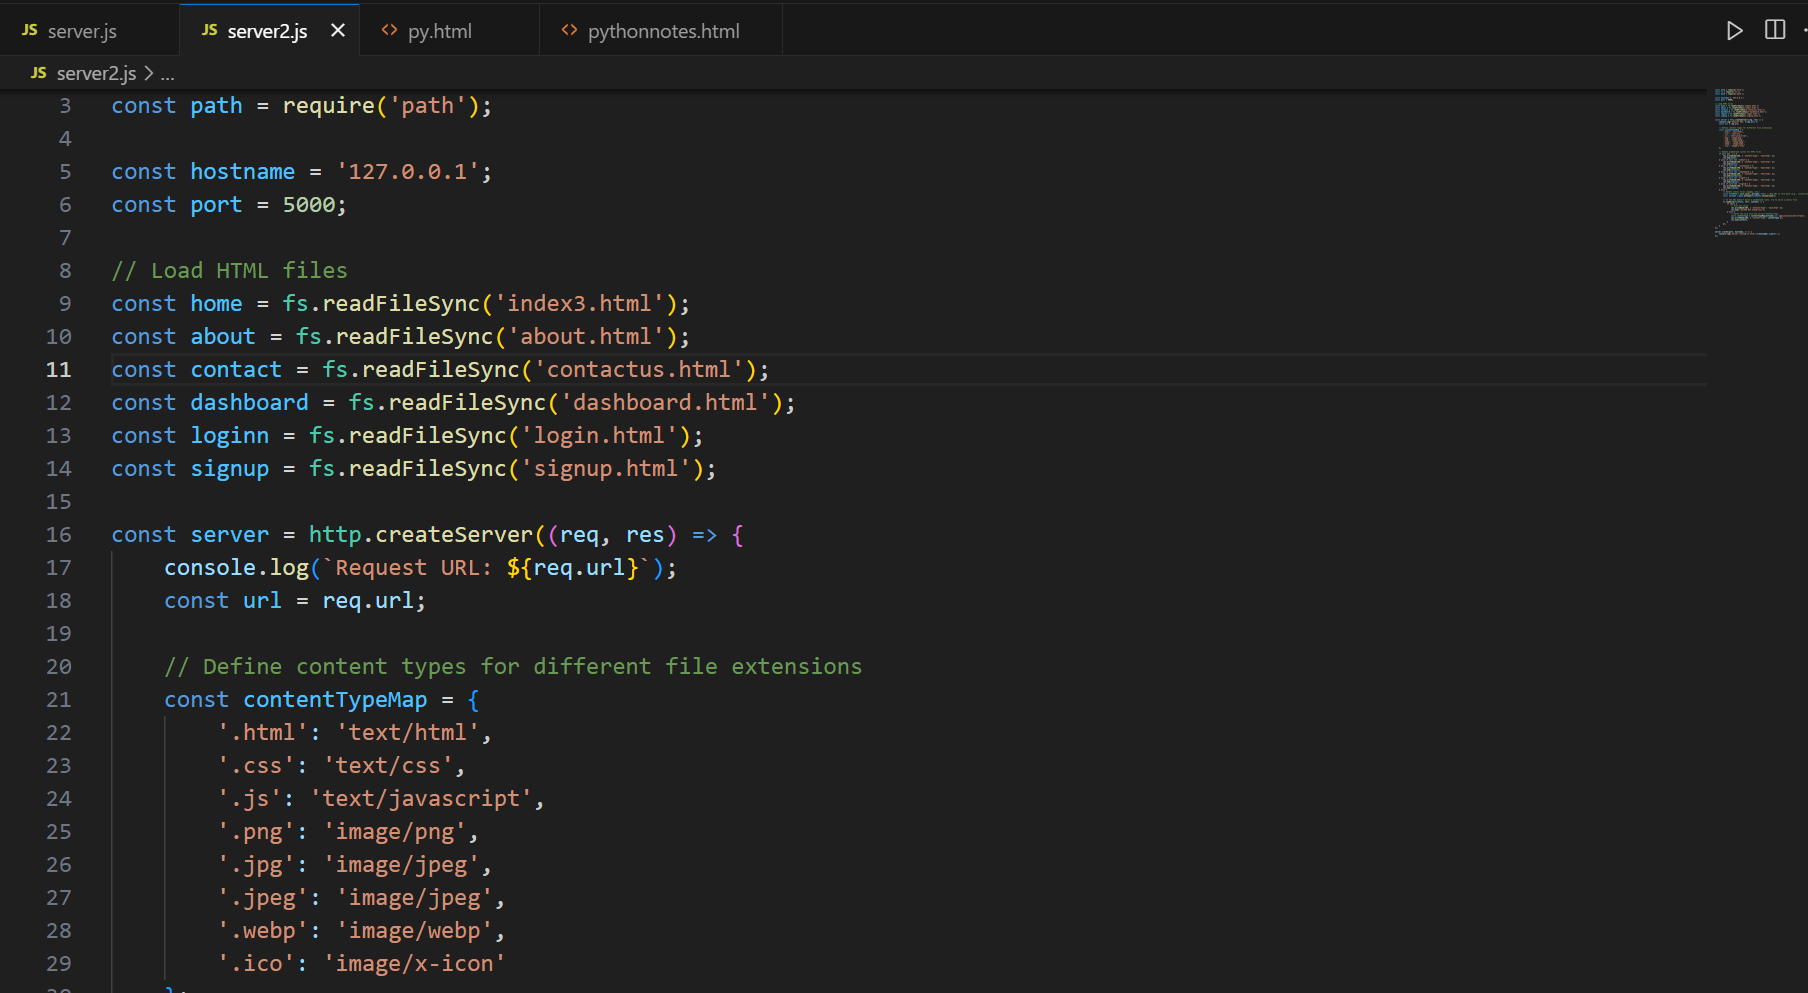 JS server.js JS server2.js × <> py.html <> pythonnotes.html
JS server2.js > ...
3 const path = require('path');
4
5 const hostname = '127.0.0.1';
6 const port = 5000;
7
8 // Load HTML files
9 const home = fs.readFileSync('index3.html');
10 const about = fs.readFileSync('about.html');
11 const contact = fs.readFileSync('contactus.html');
12 const dashboard = fs.readFileSync('dashboard.html');
13 const loginn = fs.readFileSync('login.html');
14 const signup = fs.readFileSync('signup.html');
15
16 const server = http.createServer((req, res) => {
17 console.log(`Request URL: ${req.url}`);
18 const url = req.url;
19
20 // Define content types for different file extensions
21 const contentTypeMap = {
22 '.html': 'text/html',
23 '.css': 'text/css',
24 '.js': 'text/javascript',
25 '.png': 'image/png',
26 '.jpg': 'image/jpeg',
27 '.jpeg': 'image/jpeg',
28 '.webp': 'image/webp',
29 '.ico': 'image/x-icon'